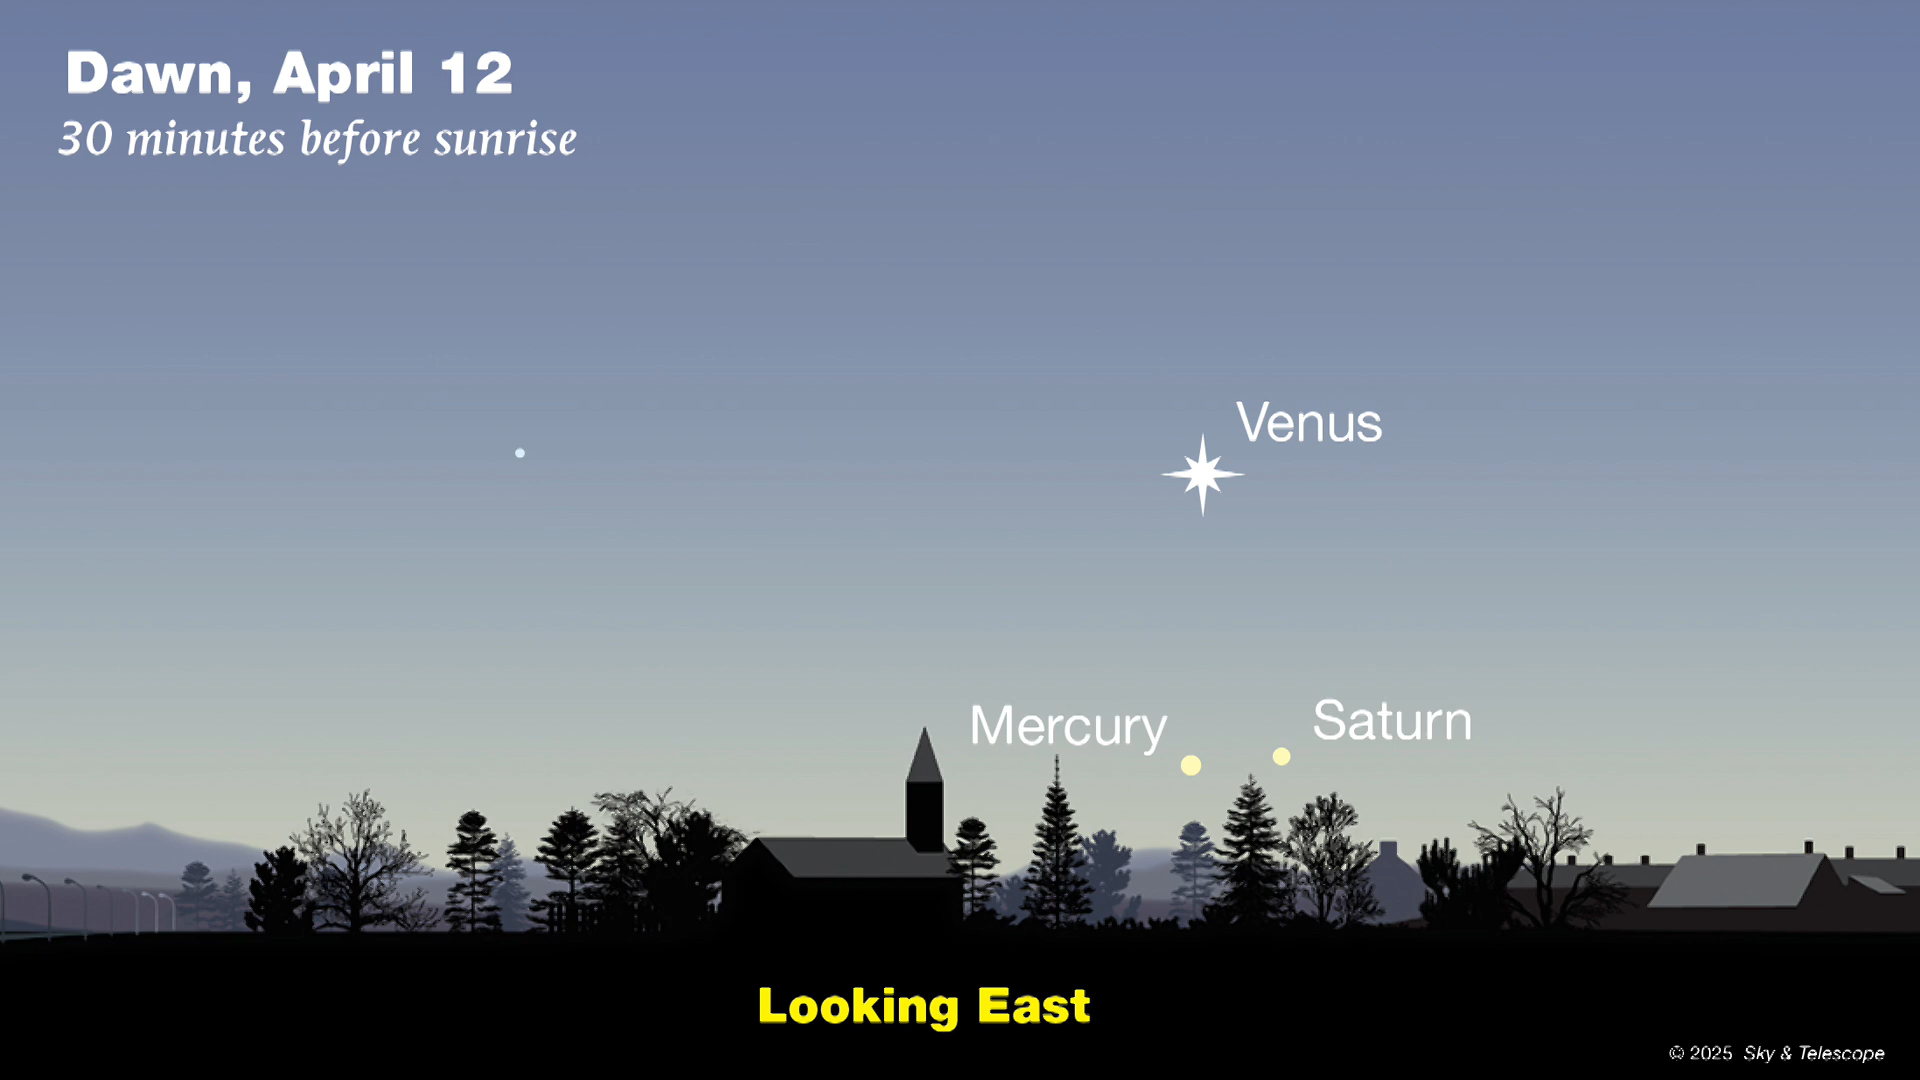 Dawn, April 12
30 minutes before sunrise
Venus
Mercury
Saturn
Looking East
© 2025 Sky & Telescope